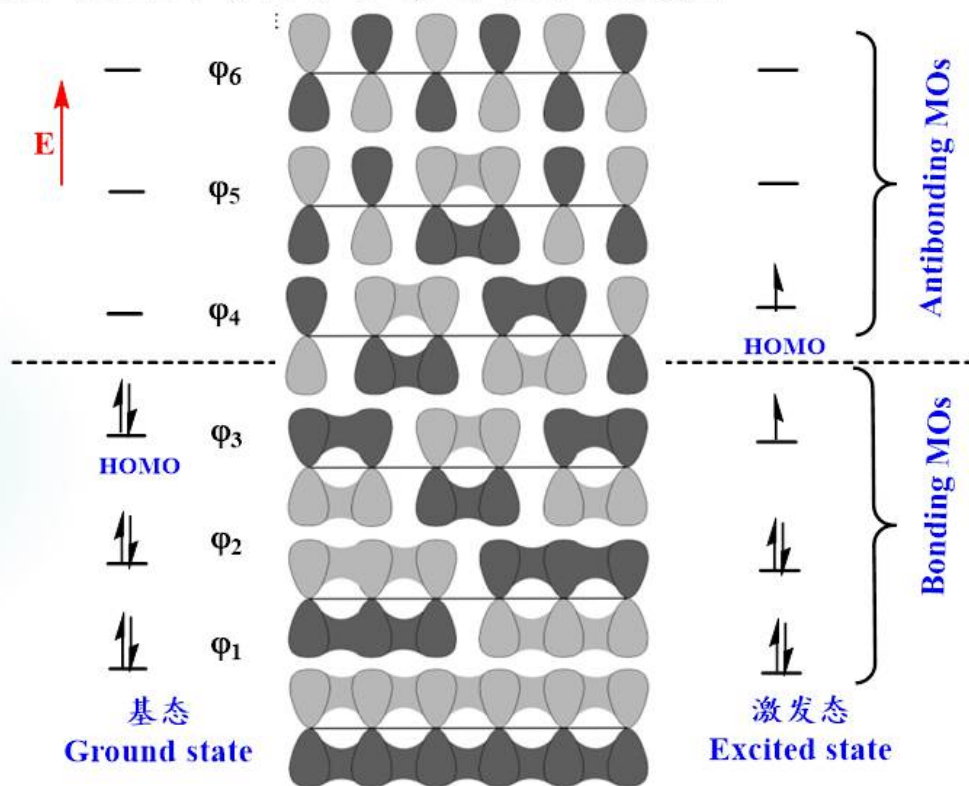 φ6
E
φ5
φ4
HOMO
Antibonding MOs
φ3
HOMO
φ2
φ1
Bonding MOs
基态
Ground state
激发态
Excited state